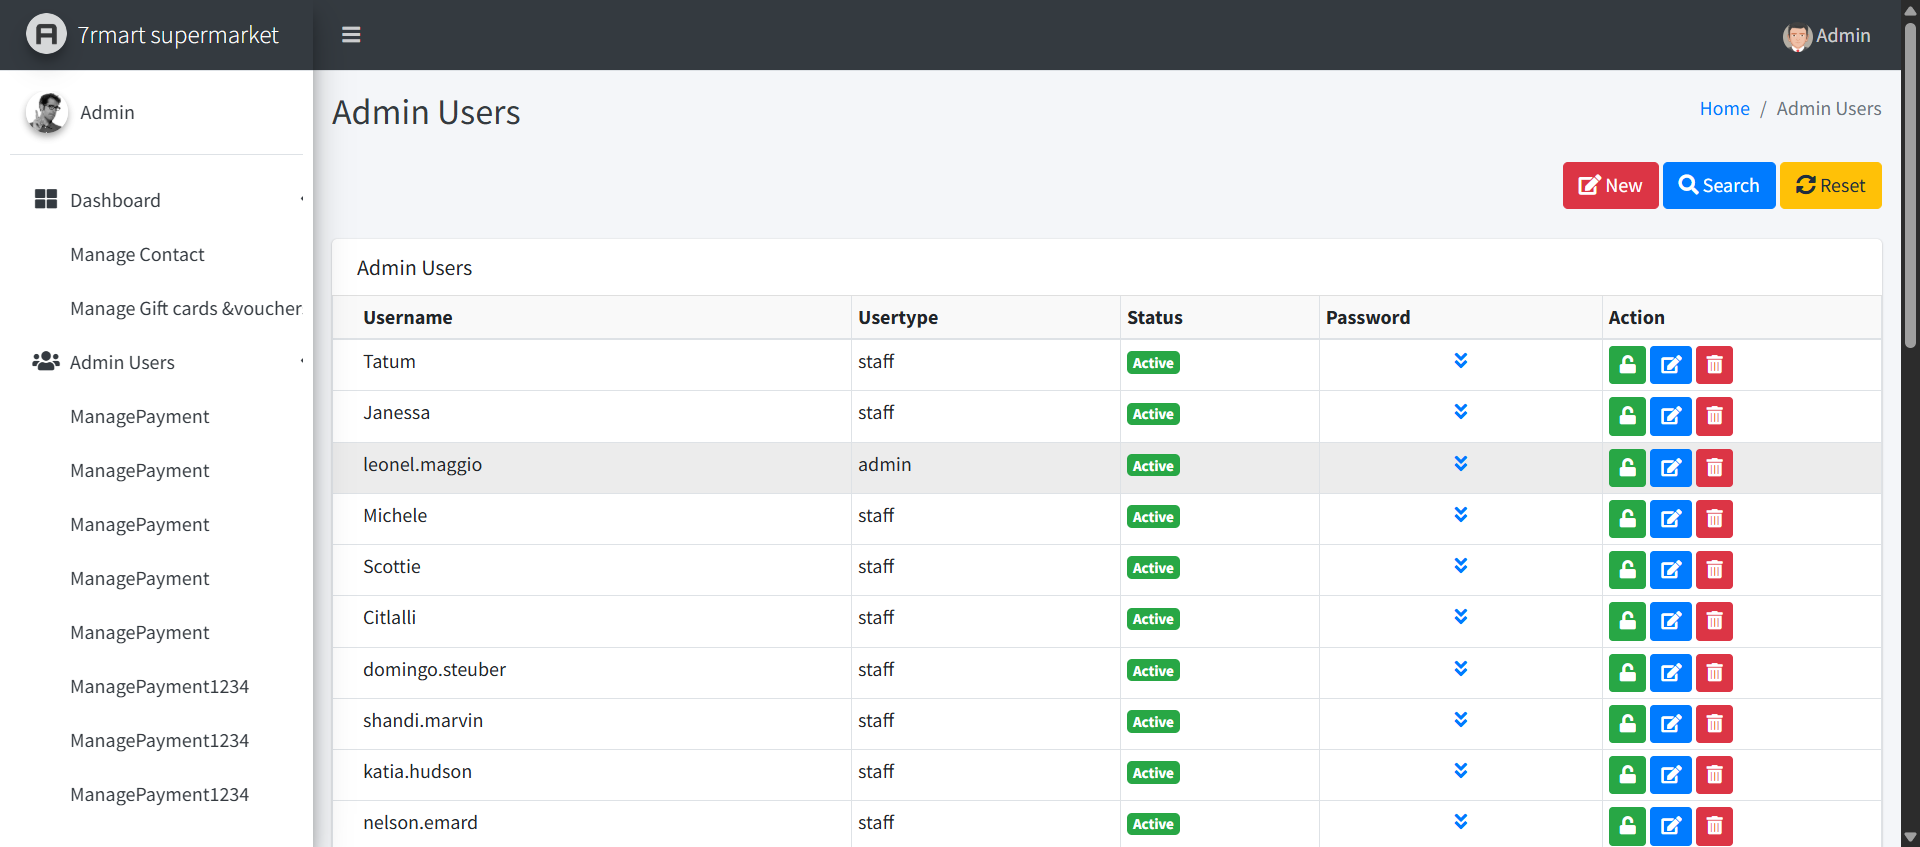 7rmart supermarket
Admin
Admin
Admin Users
Home / Admin Users
New Search Reset
Dashboard
Manage Contact
Manage Gift cards &voucher
Admin Users
ManagePayment
ManagePayment
ManagePayment
ManagePayment
ManagePayment
ManagePayment1234
ManagePayment1234
ManagePayment1234
Admin Users
Username Usertype Status Password Action
Tatum staff Active
Janessa staff Active
leonel.maggio admin Active
Michele staff Active
Scottie staff Active
Citlalli staff Active
domingo.steuber staff Active
shandi.marvin staff Active
katia.hudson staff Active
nelson.emard staff Active